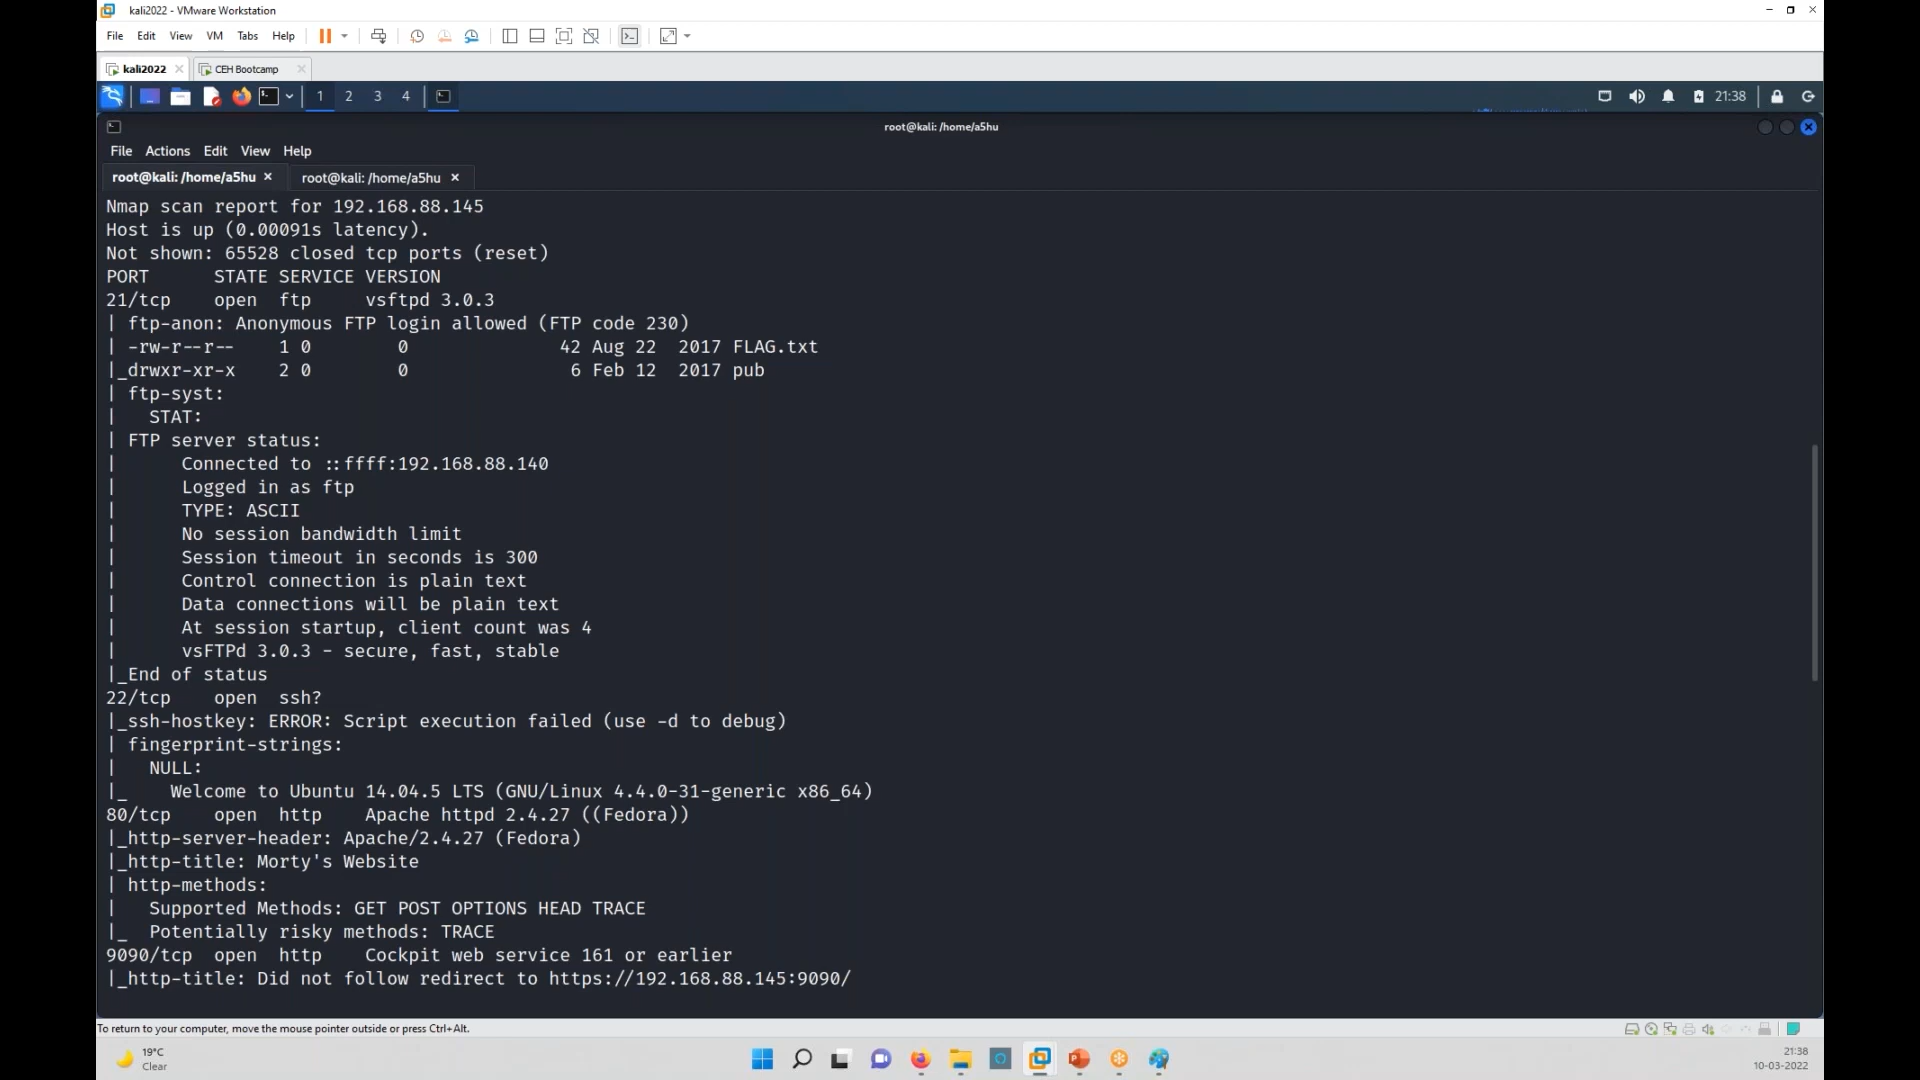 kali2022 - VMware Workstation
File Edit View VM Tabs Help
kali2022 CEH Bootcamp
1 2 3 4 21:38
root@kali: /home/a5hu
File Actions Edit View Help
root@kali: /home/a5hu root@kali: /home/a5hu
Nmap scan report for 192.168.88.145
Host is up (0.00091s latency).
Not shown: 65528 closed tcp ports (reset)
PORT STATE SERVICE VERSION
21/tcp open ftp vsftpd 3.0.3
| ftp-anon: Anonymous FTP login allowed (FTP code 230)
| -rw-r--r-- 1 0 0 42 Aug 22 2017 FLAG.txt
|_drwxr-xr-x 2 0 0 6 Feb 12 2017 pub
| ftp-syst:
|   STAT:
| FTP server status:
|      Connected to ::ffff:192.168.88.140
|      Logged in as ftp
|      TYPE: ASCII
|      No session bandwidth limit
|      Session timeout in seconds is 300
|      Control connection is plain text
|      Data connections will be plain text
|      At session startup, client count was 4
|      vsFTPd 3.0.3 - secure, fast, stable
|_End of status
22/tcp open ssh?
|_ssh-hostkey: ERROR: Script execution failed (use -d to debug)
| fingerprint-strings:
|   NULL:
|_    Welcome to Ubuntu 14.04.5 LTS (GNU/Linux 4.4.0-31-generic x86_64)
80/tcp open http Apache httpd 2.4.27 ((Fedora))
|_http-server-header: Apache/2.4.27 (Fedora)
|_http-title: Morty's Website
| http-methods:
|   Supported Methods: GET POST OPTIONS HEAD TRACE
|_  Potentially risky methods: TRACE
9090/tcp open http Cockpit web service 161 or earlier
|_http-title: Did not follow redirect to https://192.168.88.145:9090/
To return to your computer, move the mouse pointer outside or press Ctrl+Alt.
19°C
Clear
21:38
10-03-2022